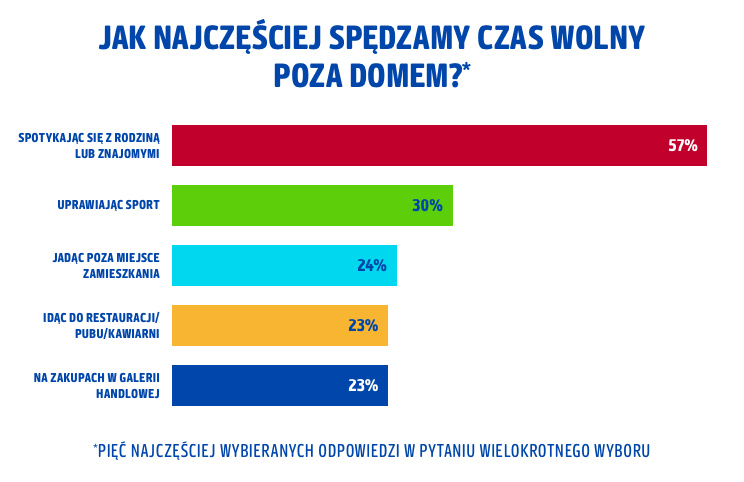 JAK NAJCZĘŚCIEJ SPĘDZAMY CZAS WOLNY
POZA DOMEM?*
SPOTYKAJĄC SIĘ Z RODZINĄ
LUB ZNAJOMYMI
57%
UPRAWIAJĄC SPORT
30%
JADĄC POZA MIEJSCE
ZAMIESZKANIA
24%
IDĄC DO RESTAURACJI/
PUBU/KAWIARNI
23%
NA ZAKUPACH W GALERII
HANDLOWEJ
23%
*PIĘĆ NAJCZĘŚCIEJ WYBIERANYCH ODPOWIEDZI W PYTANIU WIELOKROTNEGO WYBORU